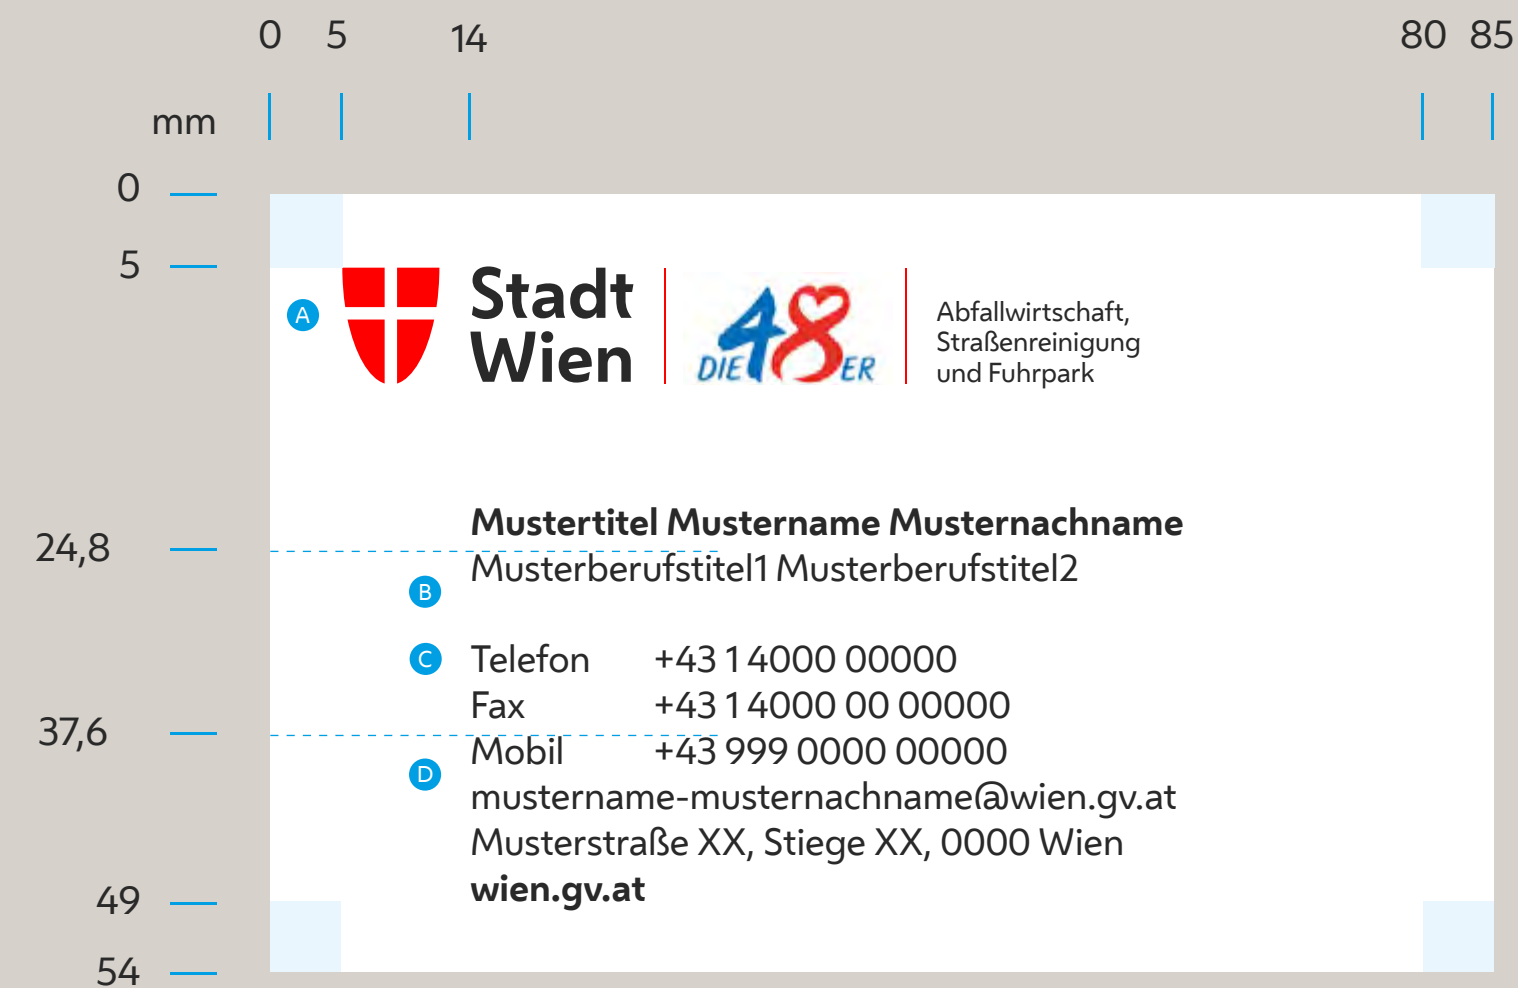 0 5 14 80 85
mm
0
5
A
Stadt
Wien
DIE 48ER
Abfallwirtschaft,
Straßenreinigung
und Fuhrpark
Mustertitel Mustername Musternachname
24,8
Musterberufstitel1 Musterberufstitel2
B
C
Telefon +43 1 4000 00000
Fax +43 1 4000 00 00000
37,6
Mobil +43 999 0000 00000
D
mustername-musternachname@wien.gv.at
Musterstraße XX, Stiege XX, 0000 Wien
wien.gv.at
49
54